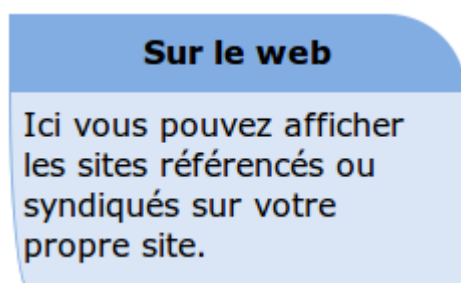 Sur le web
Ici vous pouvez afficher
les sites référencés ou
syndiqués sur votre
propre site.